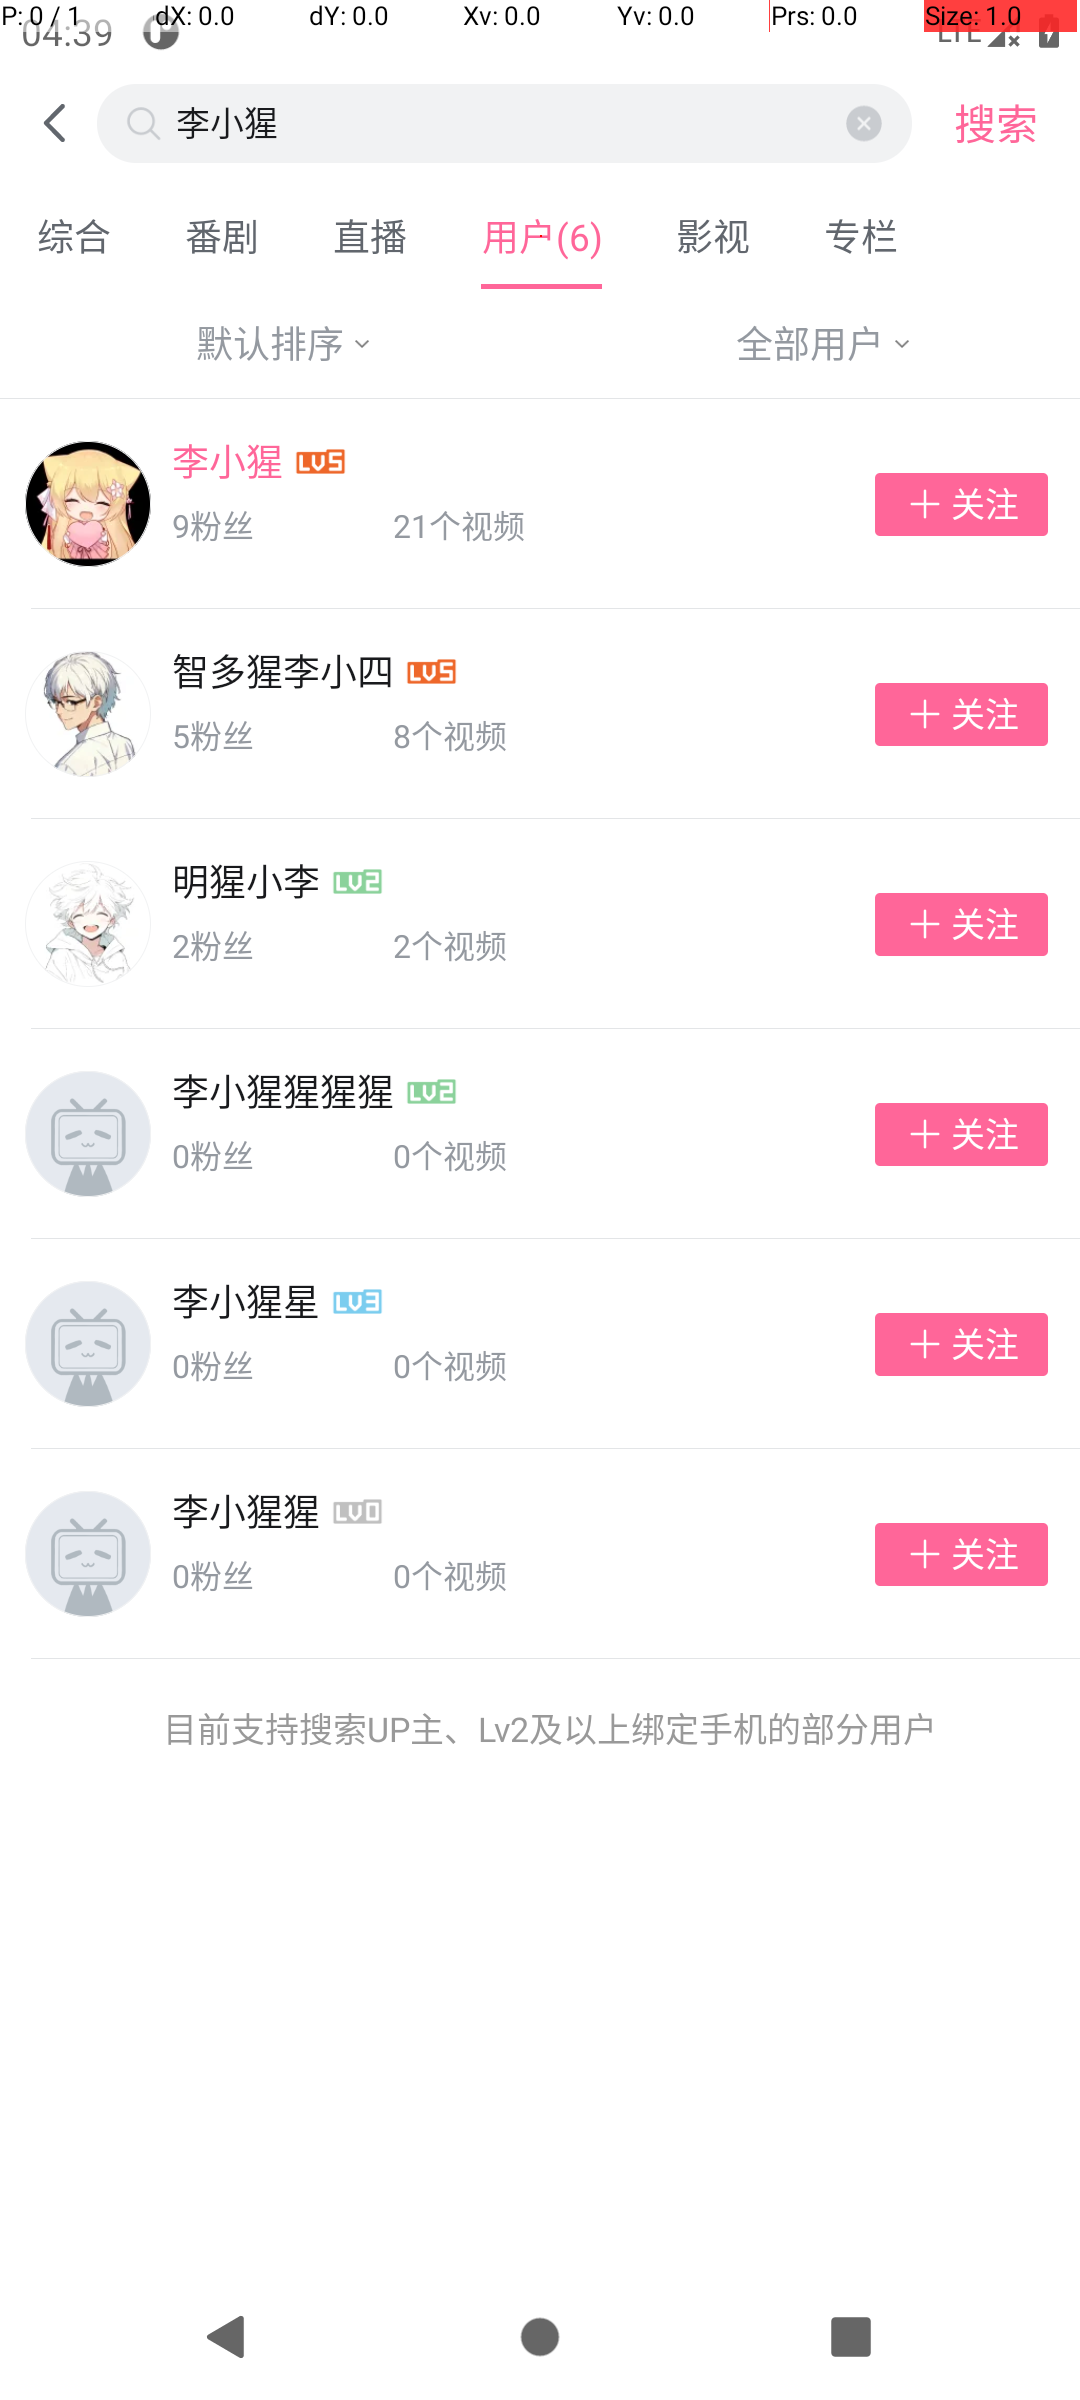 P: 0 / 1 dX: 0.0 dY: 0.0 Xv: 0.0 Yv: 0.0 Prs: 0.0 Size: 1.0
04:39 LTE
李小猩 搜索
综合 番剧 直播 用户(6) 影视 专栏
默认排序 全部用户
李小猩 LV5
9粉丝 21个视频
+ 关注
智多猩李小四 LV5
5粉丝 8个视频
+ 关注
明猩小李 LV2
2粉丝 2个视频
+ 关注
李小猩猩猩猩 LV2
0粉丝 0个视频
+ 关注
李小猩星 LV3
0粉丝 0个视频
+ 关注
李小猩猩 LV0
0粉丝 0个视频
+ 关注
目前支持搜索UP主、Lv2及以上绑定手机的部分用户